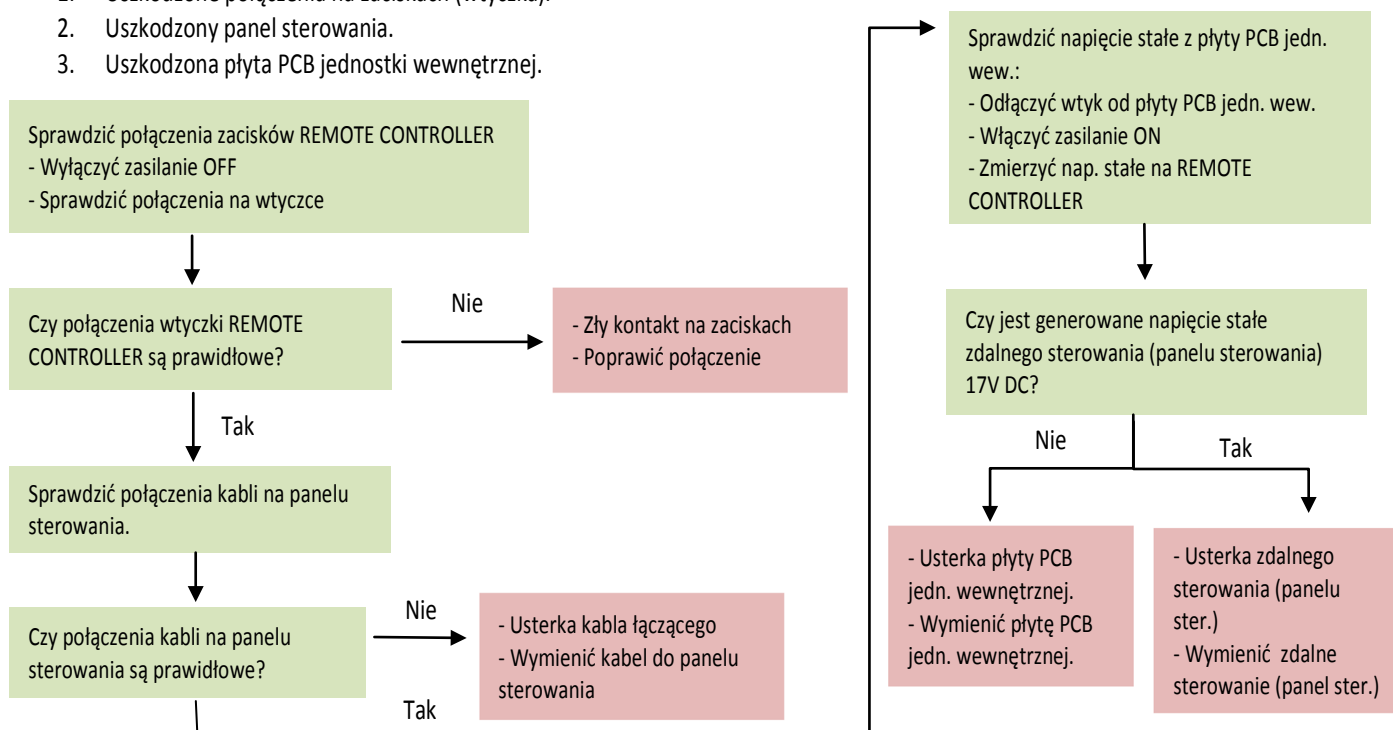 2. Uszkodzony panel sterowania.
3. Uszkodzona płyta PCB jednostki wewnętrznej.
Sprawdzić połączenia zacisków REMOTE CONTROLLER
- Wyłączyć zasilanie OFF
- Sprawdzić połączenia na wtyczce
Czy połączenia wtyczki REMOTE
CONTROLLER są prawidłowe?
Nie
- Zły kontakt na zaciskach
- Poprawić połączenie
Tak
Sprawdzić połączenia kabli na panelu
sterowania.
Czy połączenia kabli na panelu
sterowania są prawidłowe?
Nie
- Usterka kabla łączącego
- Wymienić kabel do panelu
sterowania
Tak
Sprawdzić napięcie stałe z płyty PCB jedn.
wew.:
- Odłączyć wtyk od płyty PCB jedn. wew.
- Włączyć zasilanie ON
- Zmierzyć nap. stałe na REMOTE
CONTROLLER
Czy jest generowane napięcie stałe
zdalnego sterowania (panelu sterowania)
17V DC?
Nie
Tak
- Usterka płyty PCB
jedn. wewnętrznej.
- Wymienić płytę PCB
jedn. wewnętrznej.
- Usterka zdalnego
sterowania (panelu
ster.)
- Wymienić zdalne
sterowanie (panel ster.)